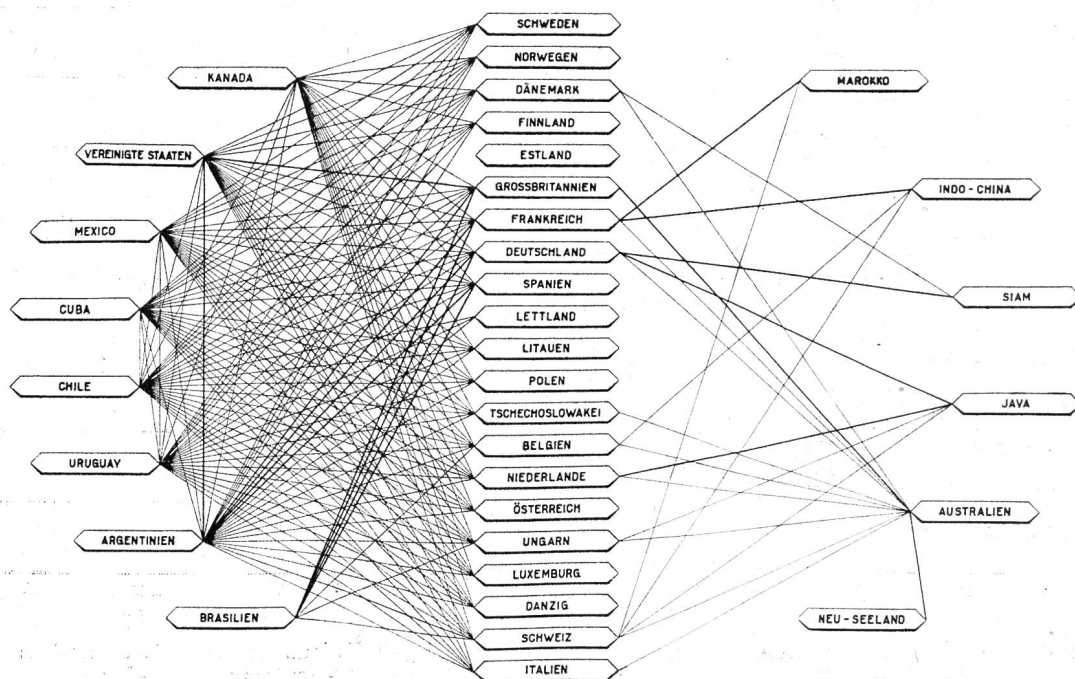 KANADA
VEREINIGTE STAATEN
MEXICO
CUBA
CHILE
URUGUAY
ARGENTINIEN
BRASILIEN
SCHWEDEN
NORWEGEN
DÄNEMARK
FINNLAND
ESTLAND
GROSSBRITANNIEN
FRANKREICH
DEUTSCHLAND
SPANIEN
LETTLAND
LITAUEN
POLEN
TSCHECHOSLOWAKEI
BELGIEN
NIEDERLANDE
ÖSTERREICH
UNGARN
LUXEMBURG
DANZIG
SCHWEIZ
ITALIEN
MAROKKO
INDO-CHINA
SIAM
JAVA
AUSTRALIEN
NEU-SEELAND